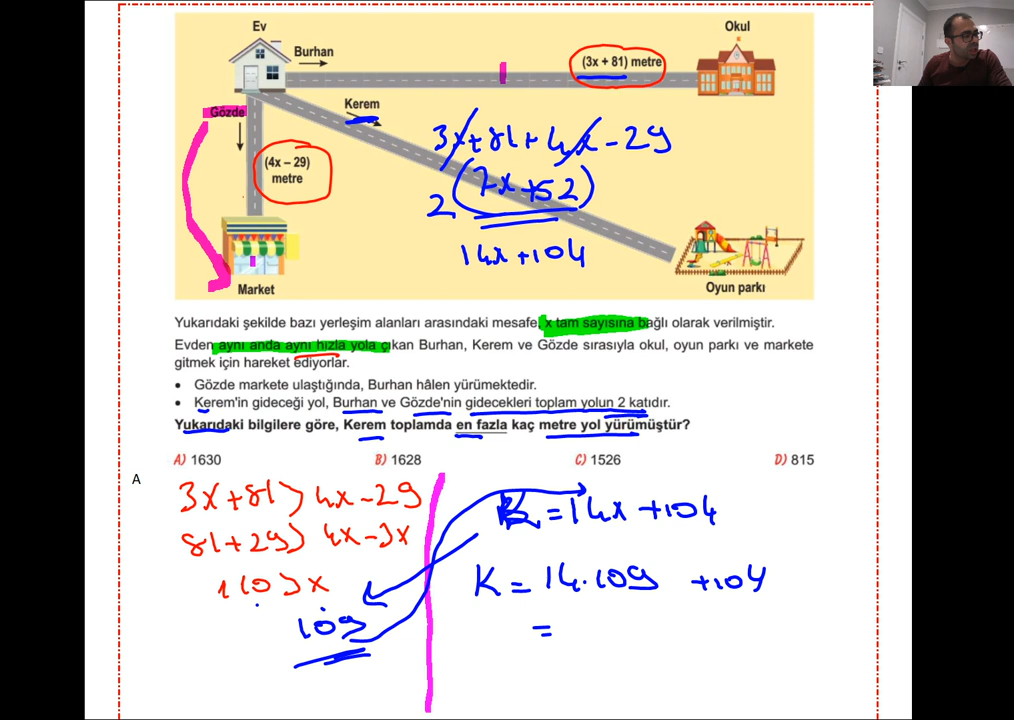 Ev
Okul
Burhan
(3x + 81) metre
Kerem
Gözde
3x+81+4x-29
(4x – 29)
metre
2(7x+52)
14x+104
Market
Oyun parkı
Yukarıdaki şekilde bazı yerleşim alanları arasındaki mesafe, x tam sayısına bağlı olarak verilmiştir.
Evden aynı anda aynı hızla yola çıkan Burhan, Kerem ve Gözde sırasıyla okul, oyun parkı ve markete
gitmek için hareket ediyorlar.
• Gözde markete ulaştığında, Burhan hâlen yürümektedir.
• Kerem'in gideceği yol, Burhan ve Gözde'nin gidecekleri toplam yolun 2 katıdır.
Yukarıdaki bilgilere göre, Kerem toplamda en fazla kaç metre yol yürümüştür?
A) 1630 B) 1628 C) 1526 D) 815
A
3x+81>4x-29
81+29>4x-3x
110>x
109
K=14x+104
K=14.109 +104
=